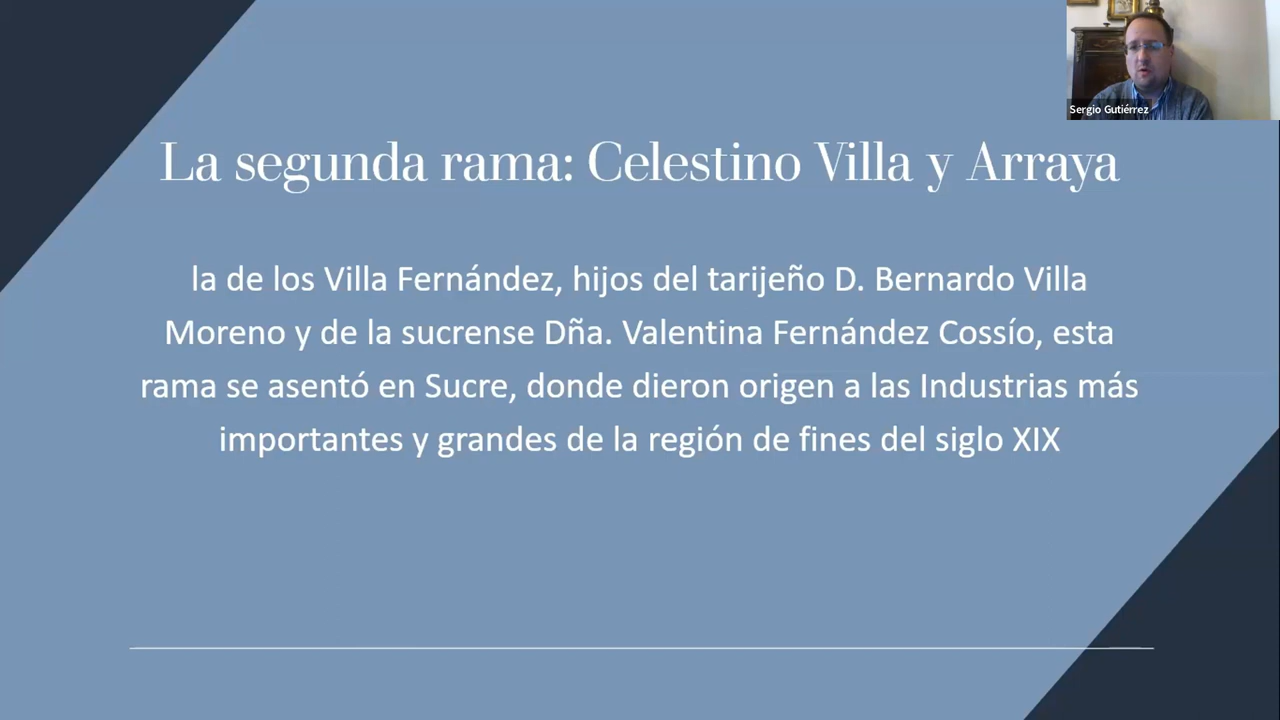 Sergio Gutiérrez
La segunda rama: Celestino Villa y Arraya
la de los Villa Fernández, hijos del tarijeño D. Bernardo Villa
Moreno y de la sucrense Dña. Valentina Fernández Cossío, esta
rama se asentó en Sucre, donde dieron origen a las Industrias más
importantes y grandes de la región de fines del siglo XIX